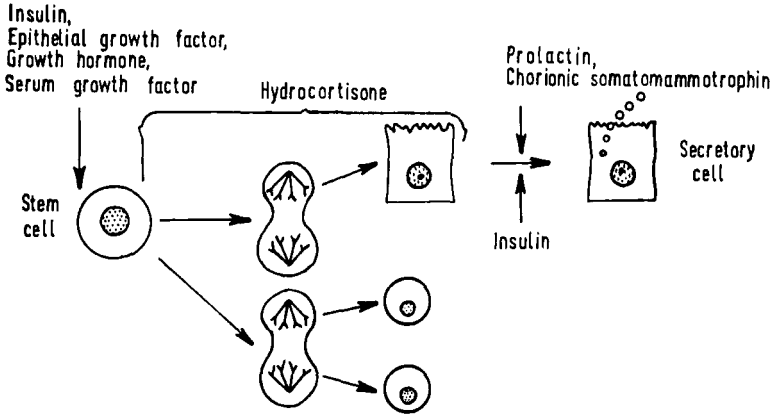 Insulin,
Epithelial growth factor,
Growth hormone,
Serum growth factor
Hydrocortisone
Prolactin,
Chorionic somatomammotrophin
Stem
cell
Secretory
cell
Insulin